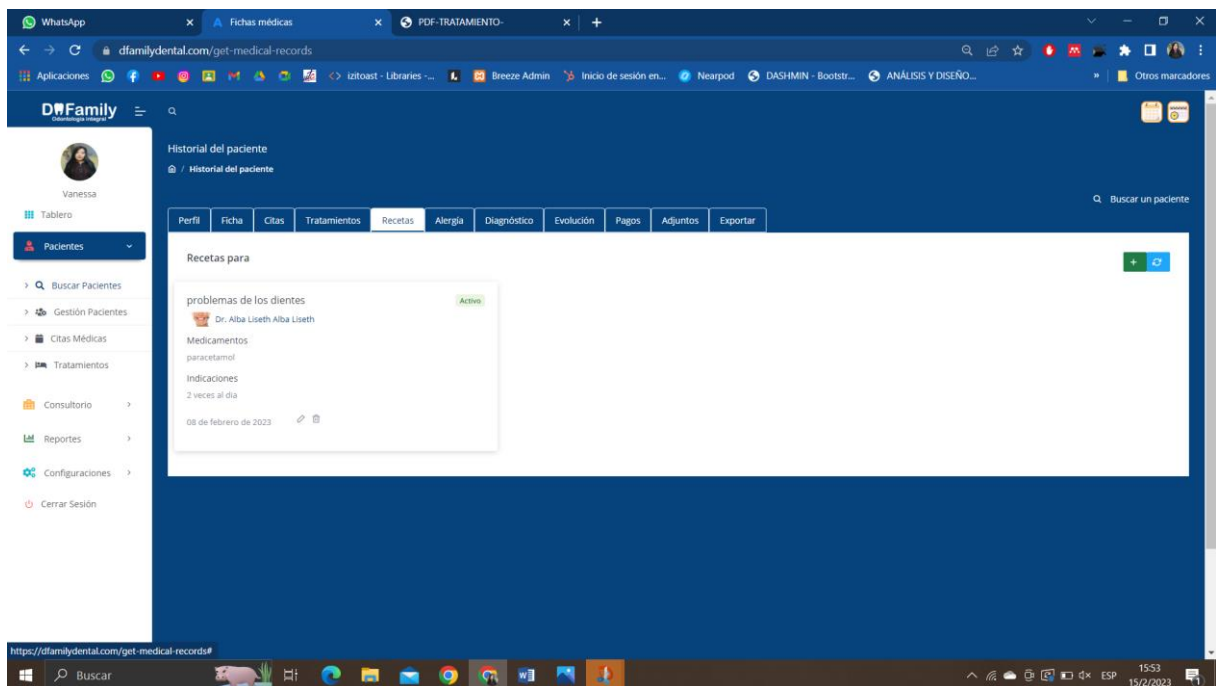 WhatsApp
Fichas médicas
PDF-TRATAMIENTO-
dfamilydental.com/get-medical-records
Aplicaciones
izitoast - Libraries -...
Breeze Admin
Inicio de sesión en...
Nearpod
DASHMIN - Bootstr...
ANÁLISIS Y DISEÑO...
»
Otros marcadores
Family
Odontología integral
Vanessa
Tablero
Pacientes
Buscar Pacientes
Gestión Pacientes
Citas Médicas
Tratamientos
Consultorio
Reportes
Configuraciones
Cerrar Sesión
Historial del paciente
/ Historial del paciente
Buscar un paciente
Perfil
Ficha
Citas
Tratamientos
Recetas
Alergía
Diagnóstico
Evolución
Pagos
Adjuntos
Exportar
Recetas para
problemas de los dientes
Activo
Dr. Alba Liseth Alba Liseth
Medicamentos
paracetamol
Indicaciones
2 veces al dia
08 de febrero de 2023
https://dfamilydental.com/get-medical-records#
Buscar
ESP
15:53
15/2/2023